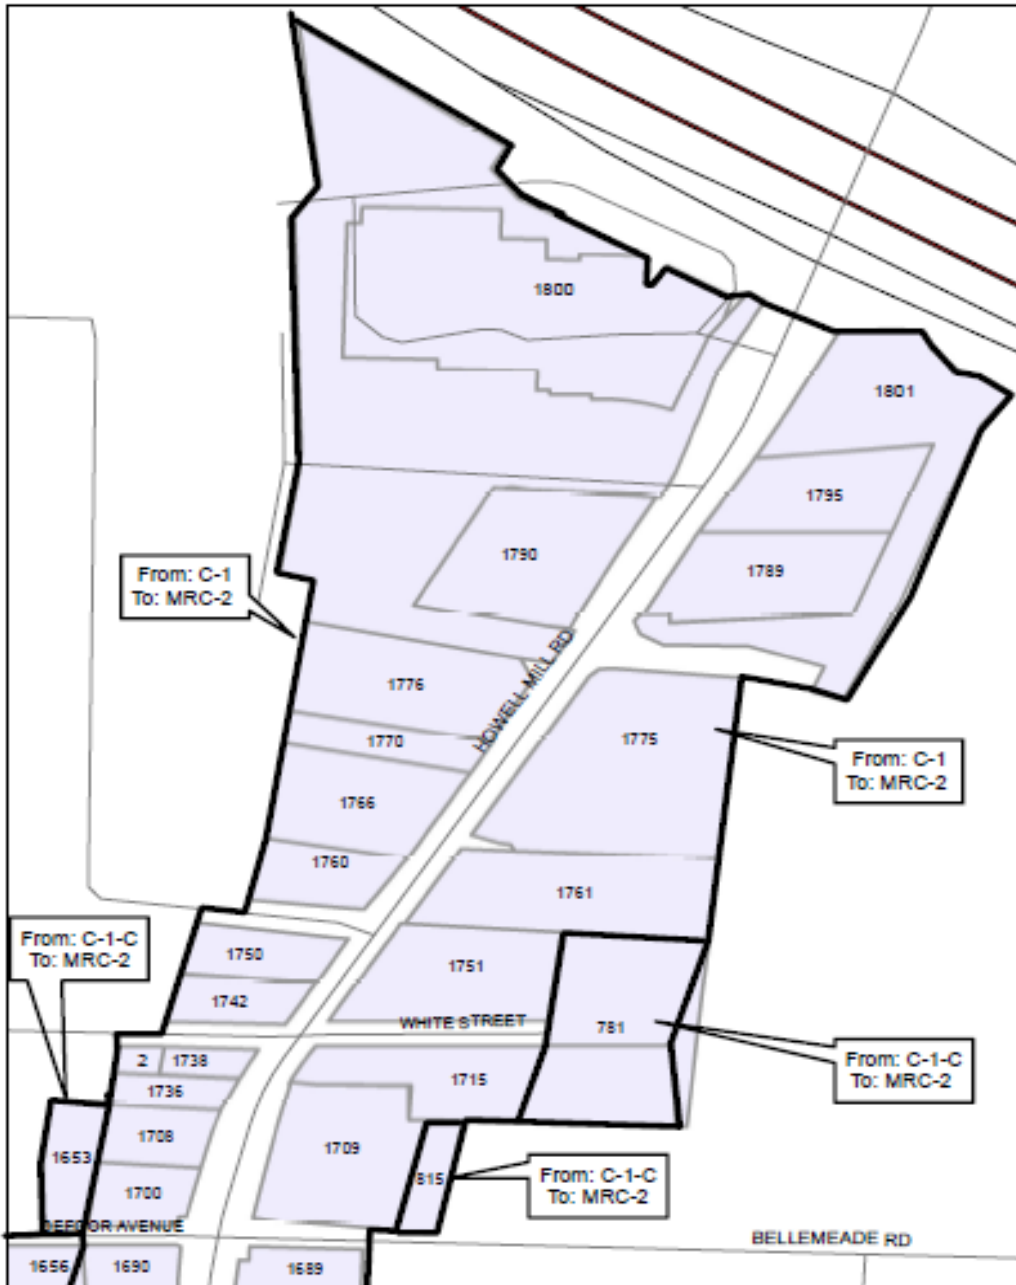 1800
1801
1795
1790
1789
From: C-1
To: MRC-2
HOWELL MILL RD
1776
1770
1775
From: C-1
To: MRC-2
1766
1760
1761
From: C-1-C
To: MRC-2
1750
1751
1742
WHITE STREET
781
2
1738
1715
From: C-1-C
To: MRC-2
1736
1708
1709
1653
815
From: C-1-C
To: MRC-2
1700
DEFOOR AVENUE
BELLEMEADE RD
1656
1690
1689